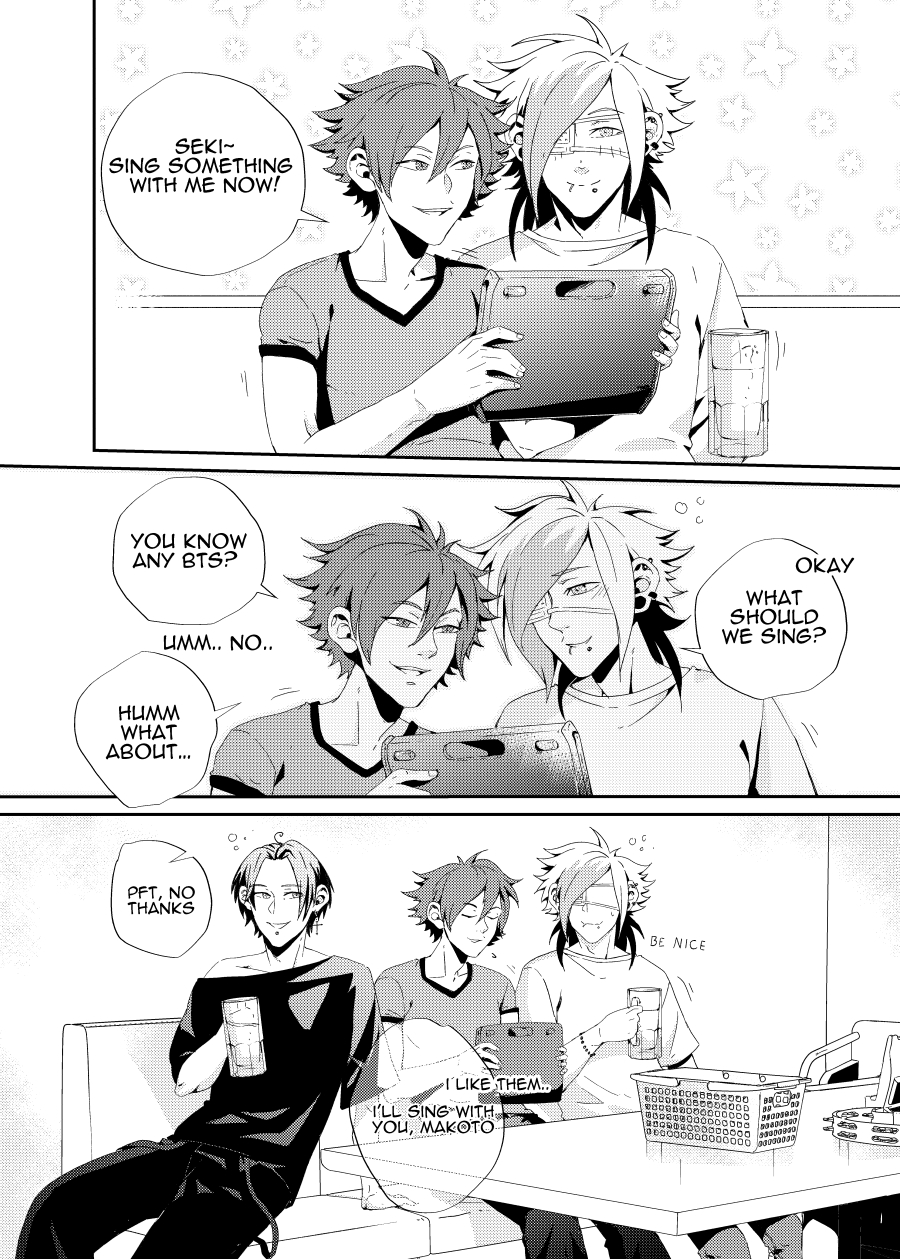 SEKI~
SING SOMETHING
WITH ME NOW!
OKAY
WHAT
SHOULD
WE SING?
YOU KNOW
ANY BTS?
UMM.. NO..
HUMM
WHAT
ABOUT...
PFT, NO
THANKS
BE NICE
I LIKE THEM..
I'LL SING WITH
YOU, MAKOTO